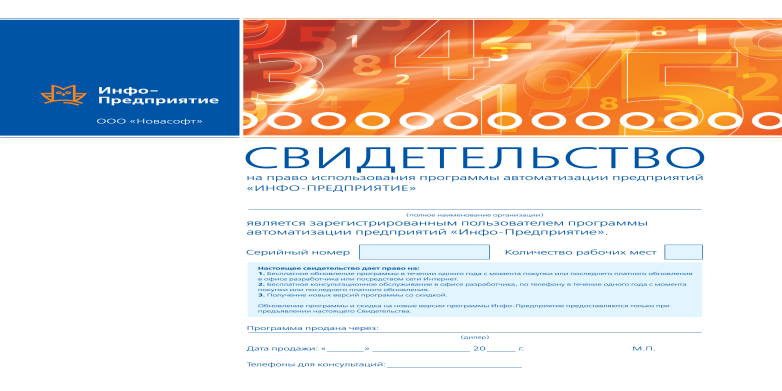 Инфо–
Предприятие
ООО «Новасофт»
СВИДЕТЕЛЬСТВО
на право использования программы автоматизации предприятий
«ИНФО-ПРЕДПРИЯТИЕ»
(полное наименование организации)
является зарегистрированным пользователем программы
автоматизации предприятий «Инфо-Предприятие».
Серийный номер Количество рабочих мест
Настоящее свидетельство дает право на:
1. Бесплатное обновление программы в течение одного года с момента покупки или последнего платного обновления
в офисе разработчика или посредством сети Интернет.
2. Бесплатное консультационное обслуживание в офисе разработчика, по телефону в течение одного года с момента
покупки или последнего платного обновления.
3. Получение новых версий программы со скидкой.
Обновление программы и скидка на новые версии программы Инфо-Предприятие предоставляются только при
предъявлении настоящего Свидетельства.
Программа продана через:
(дилер)
Дата продажи: «______» ____________________ 20______ г. М.П.
Телефоны для консультаций:____________________________